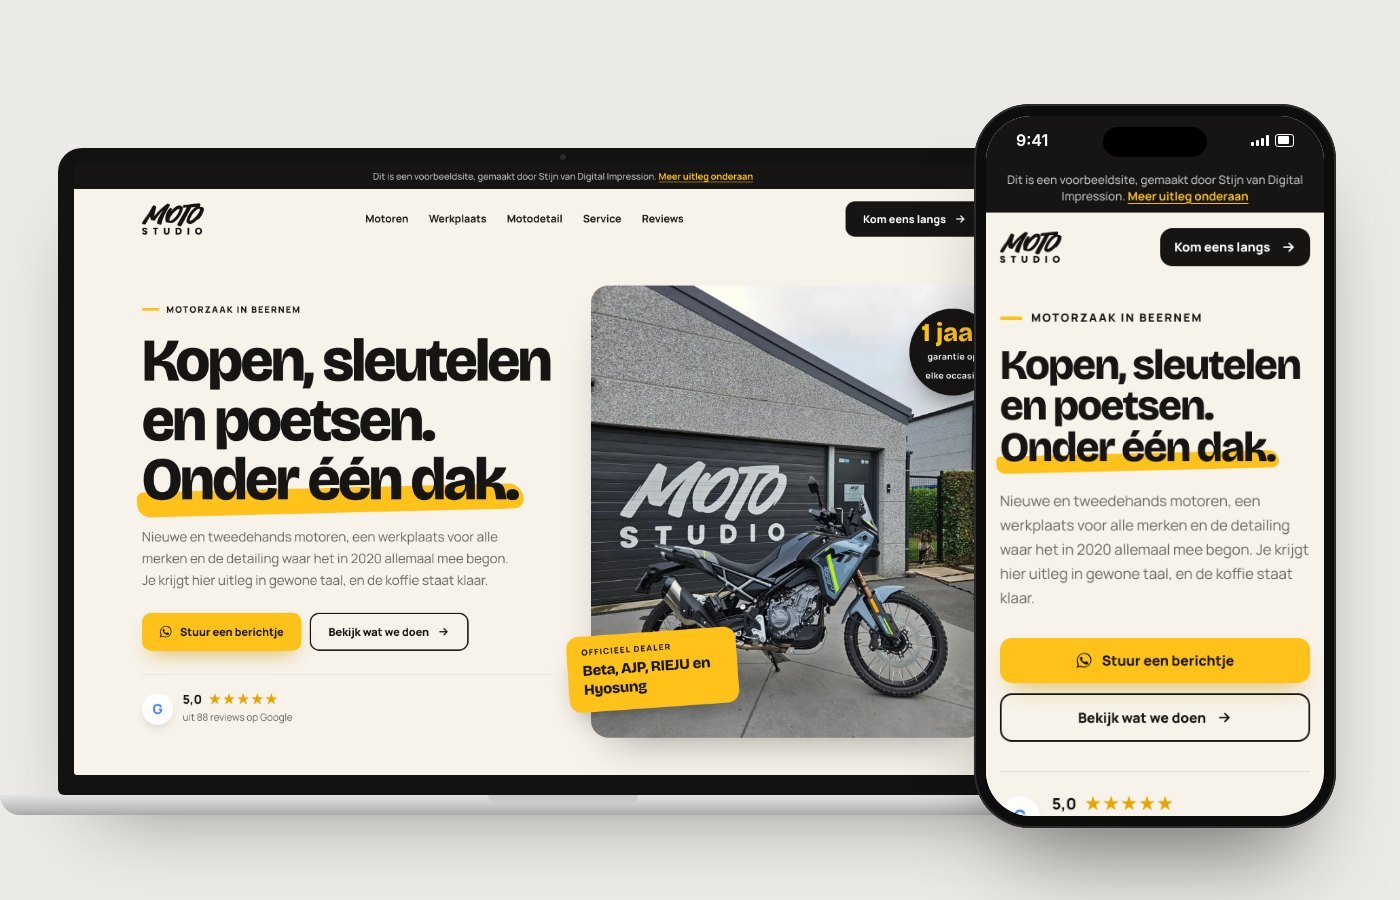 Dit is een voorbeeldsite, gemaakt door Stijn van Digital Impression. Meer uitleg onderaan
MOTO
STUDIO
Motoren Werkplaats Motodetail Service Reviews
Kom eens langs →
MOTORZAAK IN BEERNEM
Kopen, sleutelen
en poetsen.
Onder één dak.
Nieuwe en tweedehands motoren, een werkplaats voor alle
merken en de detailing waar het in 2020 allemaal mee begon.
Je krijgt hier uitleg in gewone taal, en de koffie staat klaar.
Stuur een berichtje
Bekijk wat we doen →
G
5,0 ★★★★★
uit 88 reviews op Google
1 jaa
garantie op
elke occasi
MOTO
STUDIO
OFFICIEEL DEALER
Beta, AJP, RIEJU en
Hyosung
9:41
Dit is een voorbeeldsite, gemaakt door Stijn van Digital
Impression. Meer uitleg onderaan
MOTO
STUDIO
Kom eens langs →
MOTORZAAK IN BEERNEM
Kopen, sleutelen
en poetsen.
Onder één dak.
Nieuwe en tweedehands motoren, een
werkplaats voor alle merken en de detailing
waar het in 2020 allemaal mee begon. Je krijgt
hier uitleg in gewone taal, en de koffie staat
klaar.
Stuur een berichtje
Bekijk wat we doen →
G
5,0 ★★★★★